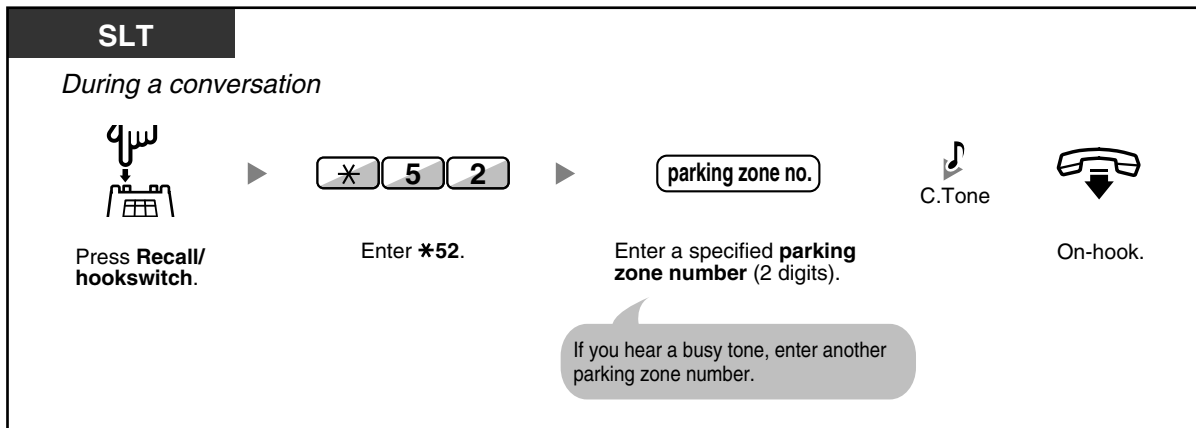 SLT
During a conversation
* 5 2
parking zone no.
C.Tone
Press Recall/
hookswitch.
Enter *52.
Enter a specified parking
zone number (2 digits).
On-hook.
If you hear a busy tone, enter another
parking zone number.